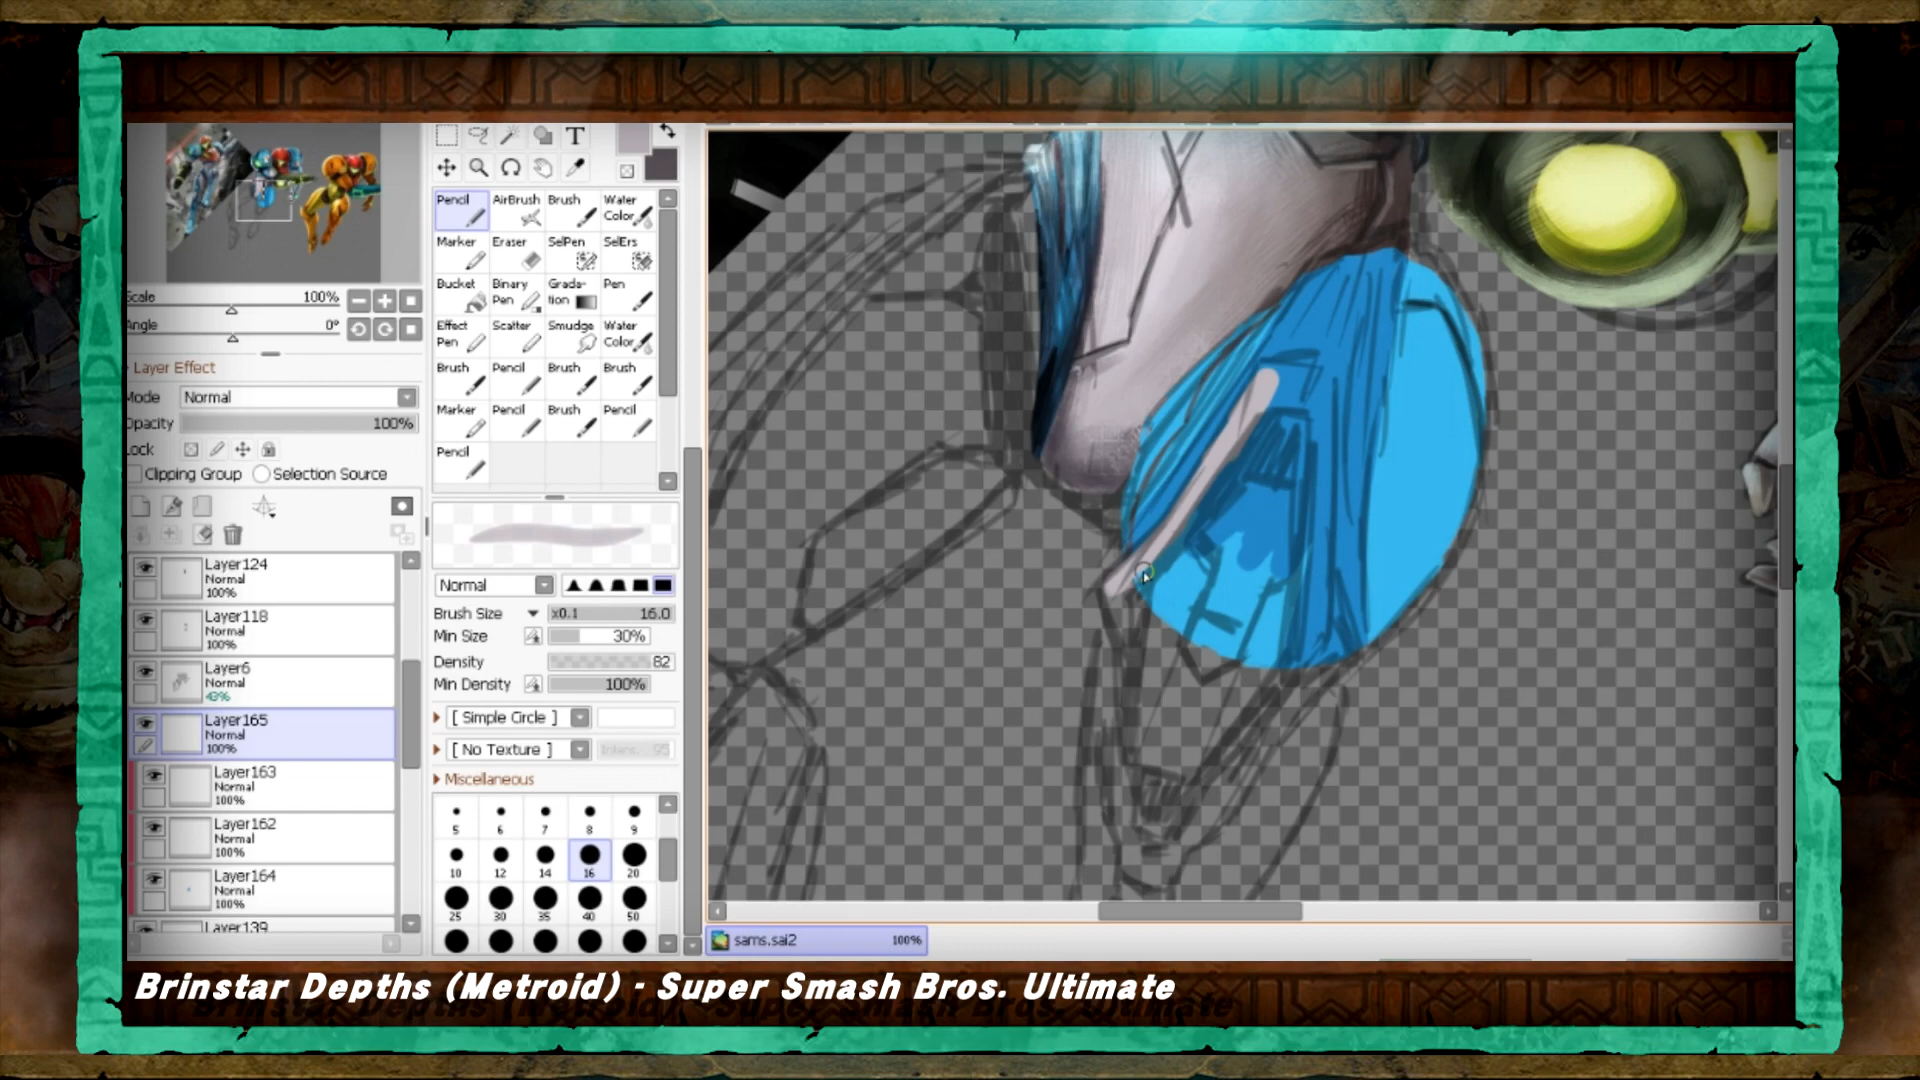 T
Scale 100%
Angle 0°
Layer Effect
Mode Normal
Opacity 100%
Lock
Clipping Group Selection Source
Layer124
Normal
100%
Layer118
Normal
100%
Layer6
Normal
43%
Layer165
Normal
100%
Layer163
Normal
100%
Layer162
Normal
100%
Layer164
Normal
100%
Layer139
Pencil AirBrush Brush Water Color
Marker Eraser SelPen SelErs
Bucket Binary Pen Grada-tion Pen
Effect Pen Scatter Smudge Water Color
Brush Pencil Brush Brush
Marker Pencil Brush Pencil
Pencil
Normal
Brush Size x0.1 16.0
Min Size 30%
Density 82
Min Density 100%
[ Simple Circle ]
[ No Texture ] 95
Miscellaneous
5 6 7 8 9
10 12 14 16 20
25 30 35 40 50
sams.sai2 100%
Brinstar Depths (Metroid) - Super Smash Bros. Ultimate